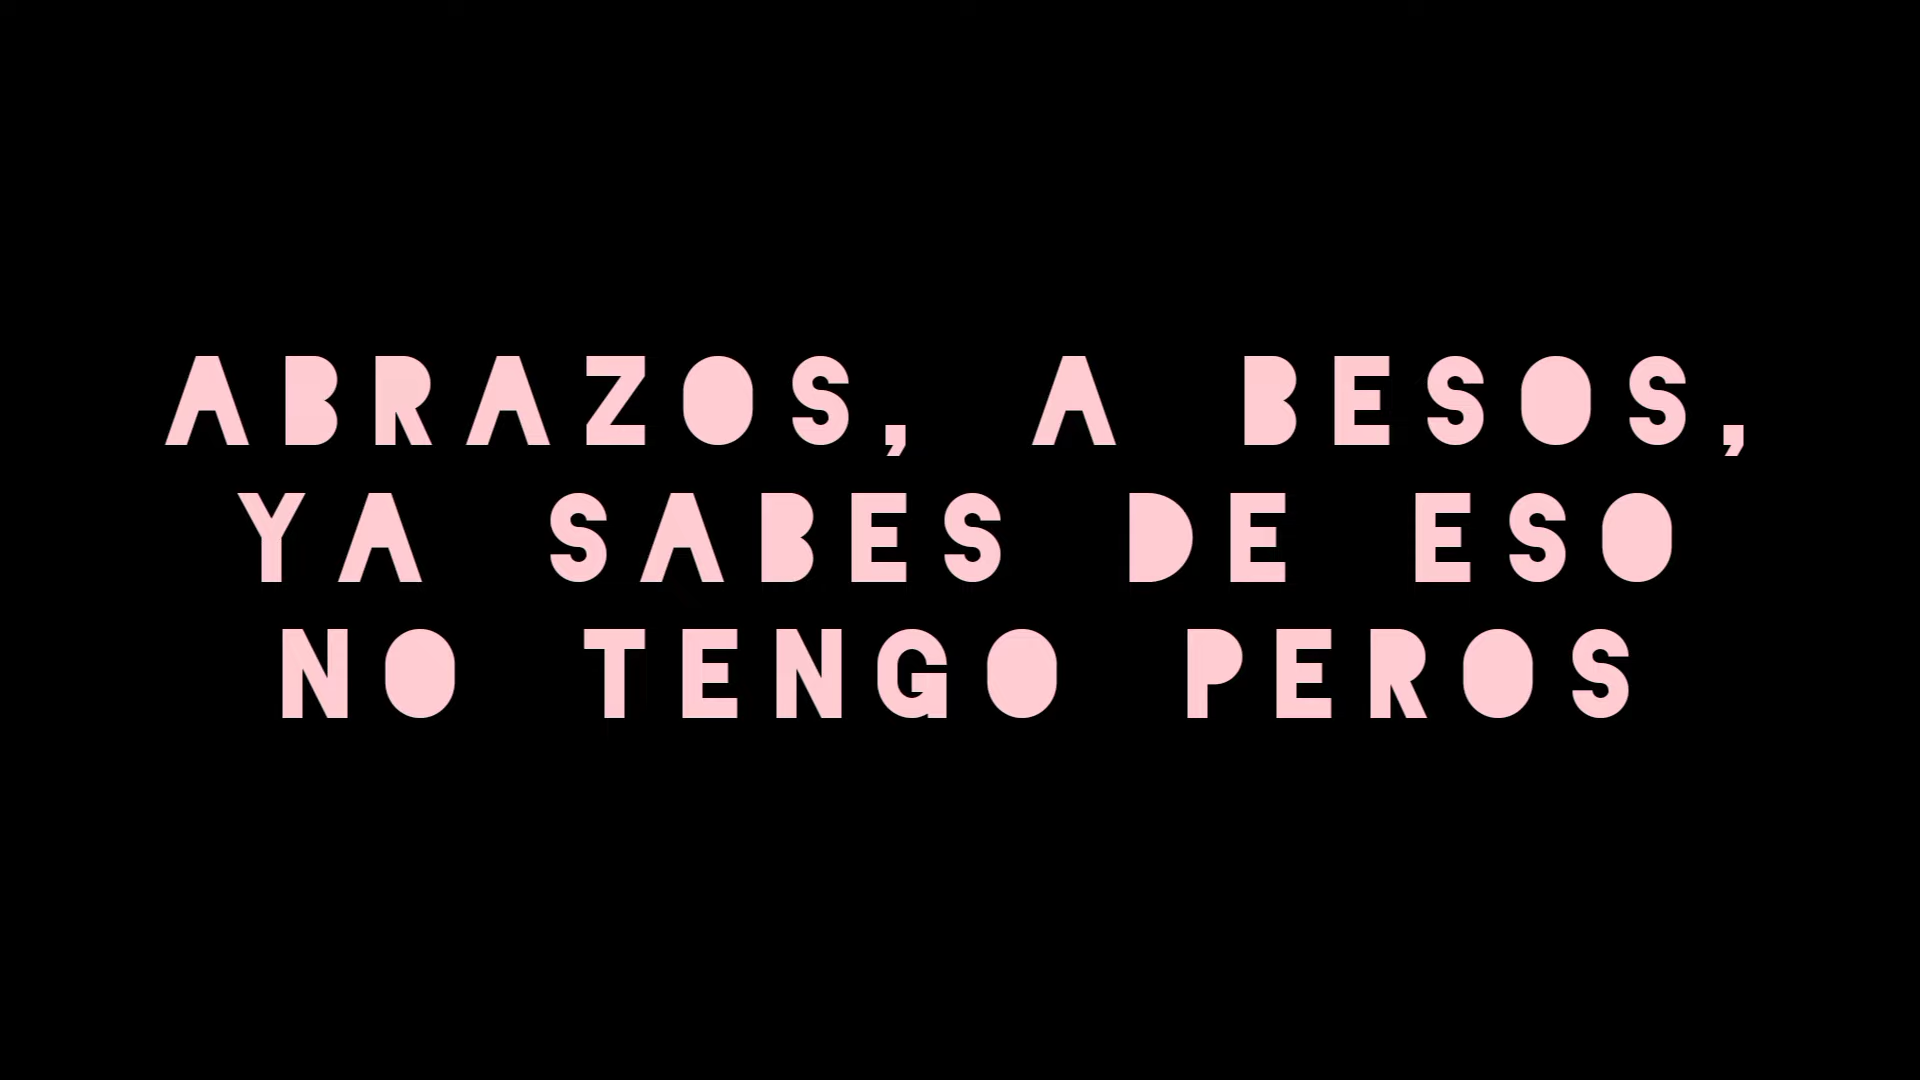 ABRAZOS, A BESOS,
YA SABES DE ESO
NO TENGO PEROS